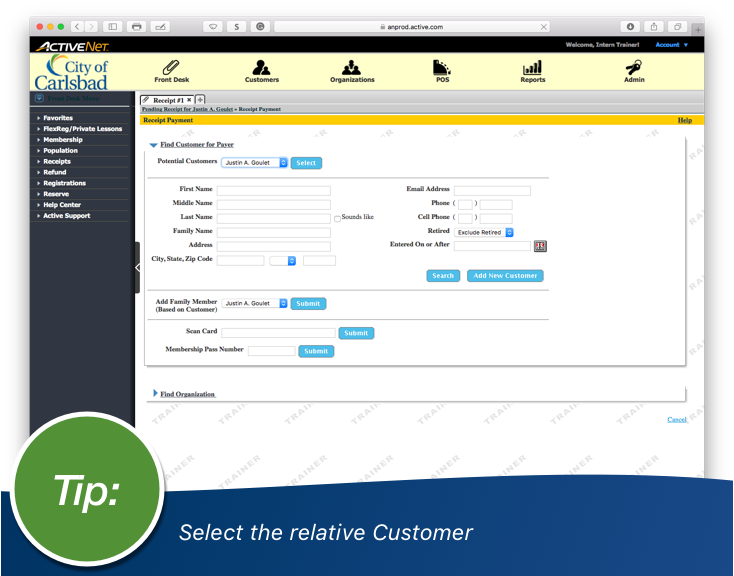 anprod.active.com
ACTIVENet
Welcome, Intern Trainer!
Account
City of
Carlsbad
Front Desk
Customers
Organizations
POS
Reports
Admin
Receipt #1
Pending Receipt for Justin A. Goulet » Receipt Payment
Receipt Payment
Help
Favorites
FlexReg/Private Lessons
Membership
Population
Receipts
Refund
Registrations
Reserve
Help Center
Active Support
Find Customer for Payer
Potential Customers Justin A. Goulet Select
First Name Email Address
Middle Name Phone ( )
Last Name Sounds like Cell Phone ( )
Family Name Retired Exclude Retired
Address Entered On or After
City, State, Zip Code
Search Add New Customer
Add Family Member Justin A. Goulet Submit
(Based on Customer)
Scan Card Submit
Membership Pass Number Submit
Find Organization
Cancel
TRAINER
Tip:
Select the relative Customer